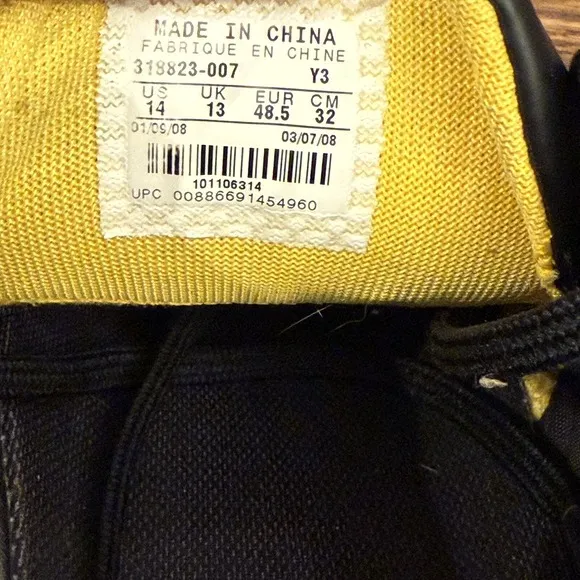 MADE IN CHINA
FABRIQUE EN CHINE
318823-007 Y3
US UK EUR CM
14 13 48.5 32
01/09/08 03/07/08
101106314
UPC 00886691454960